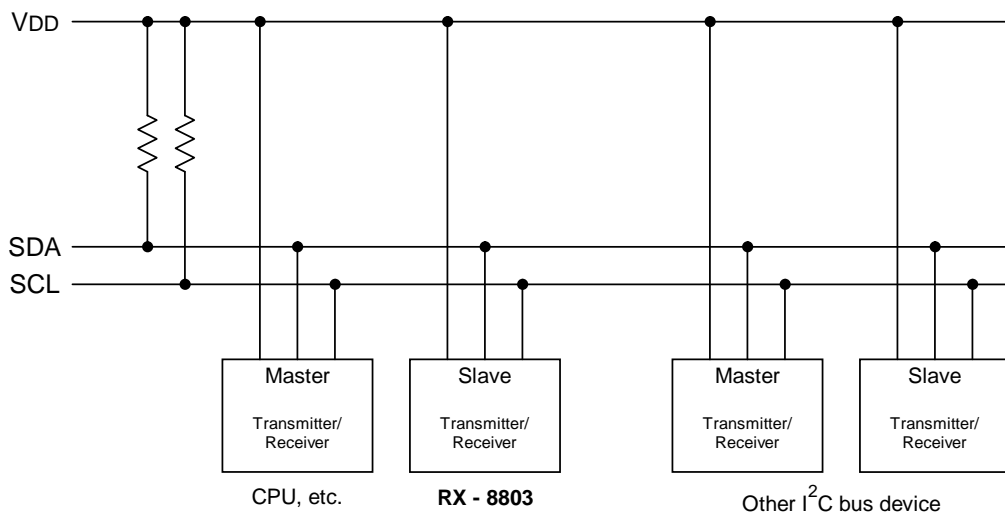 VDD
SDA
SCL
Master
Transmitter/
Receiver
Slave
Transmitter/
Receiver
Master
Transmitter/
Receiver
Slave
Transmitter/
Receiver
CPU, etc.
RX - 8803
Other I²C bus device